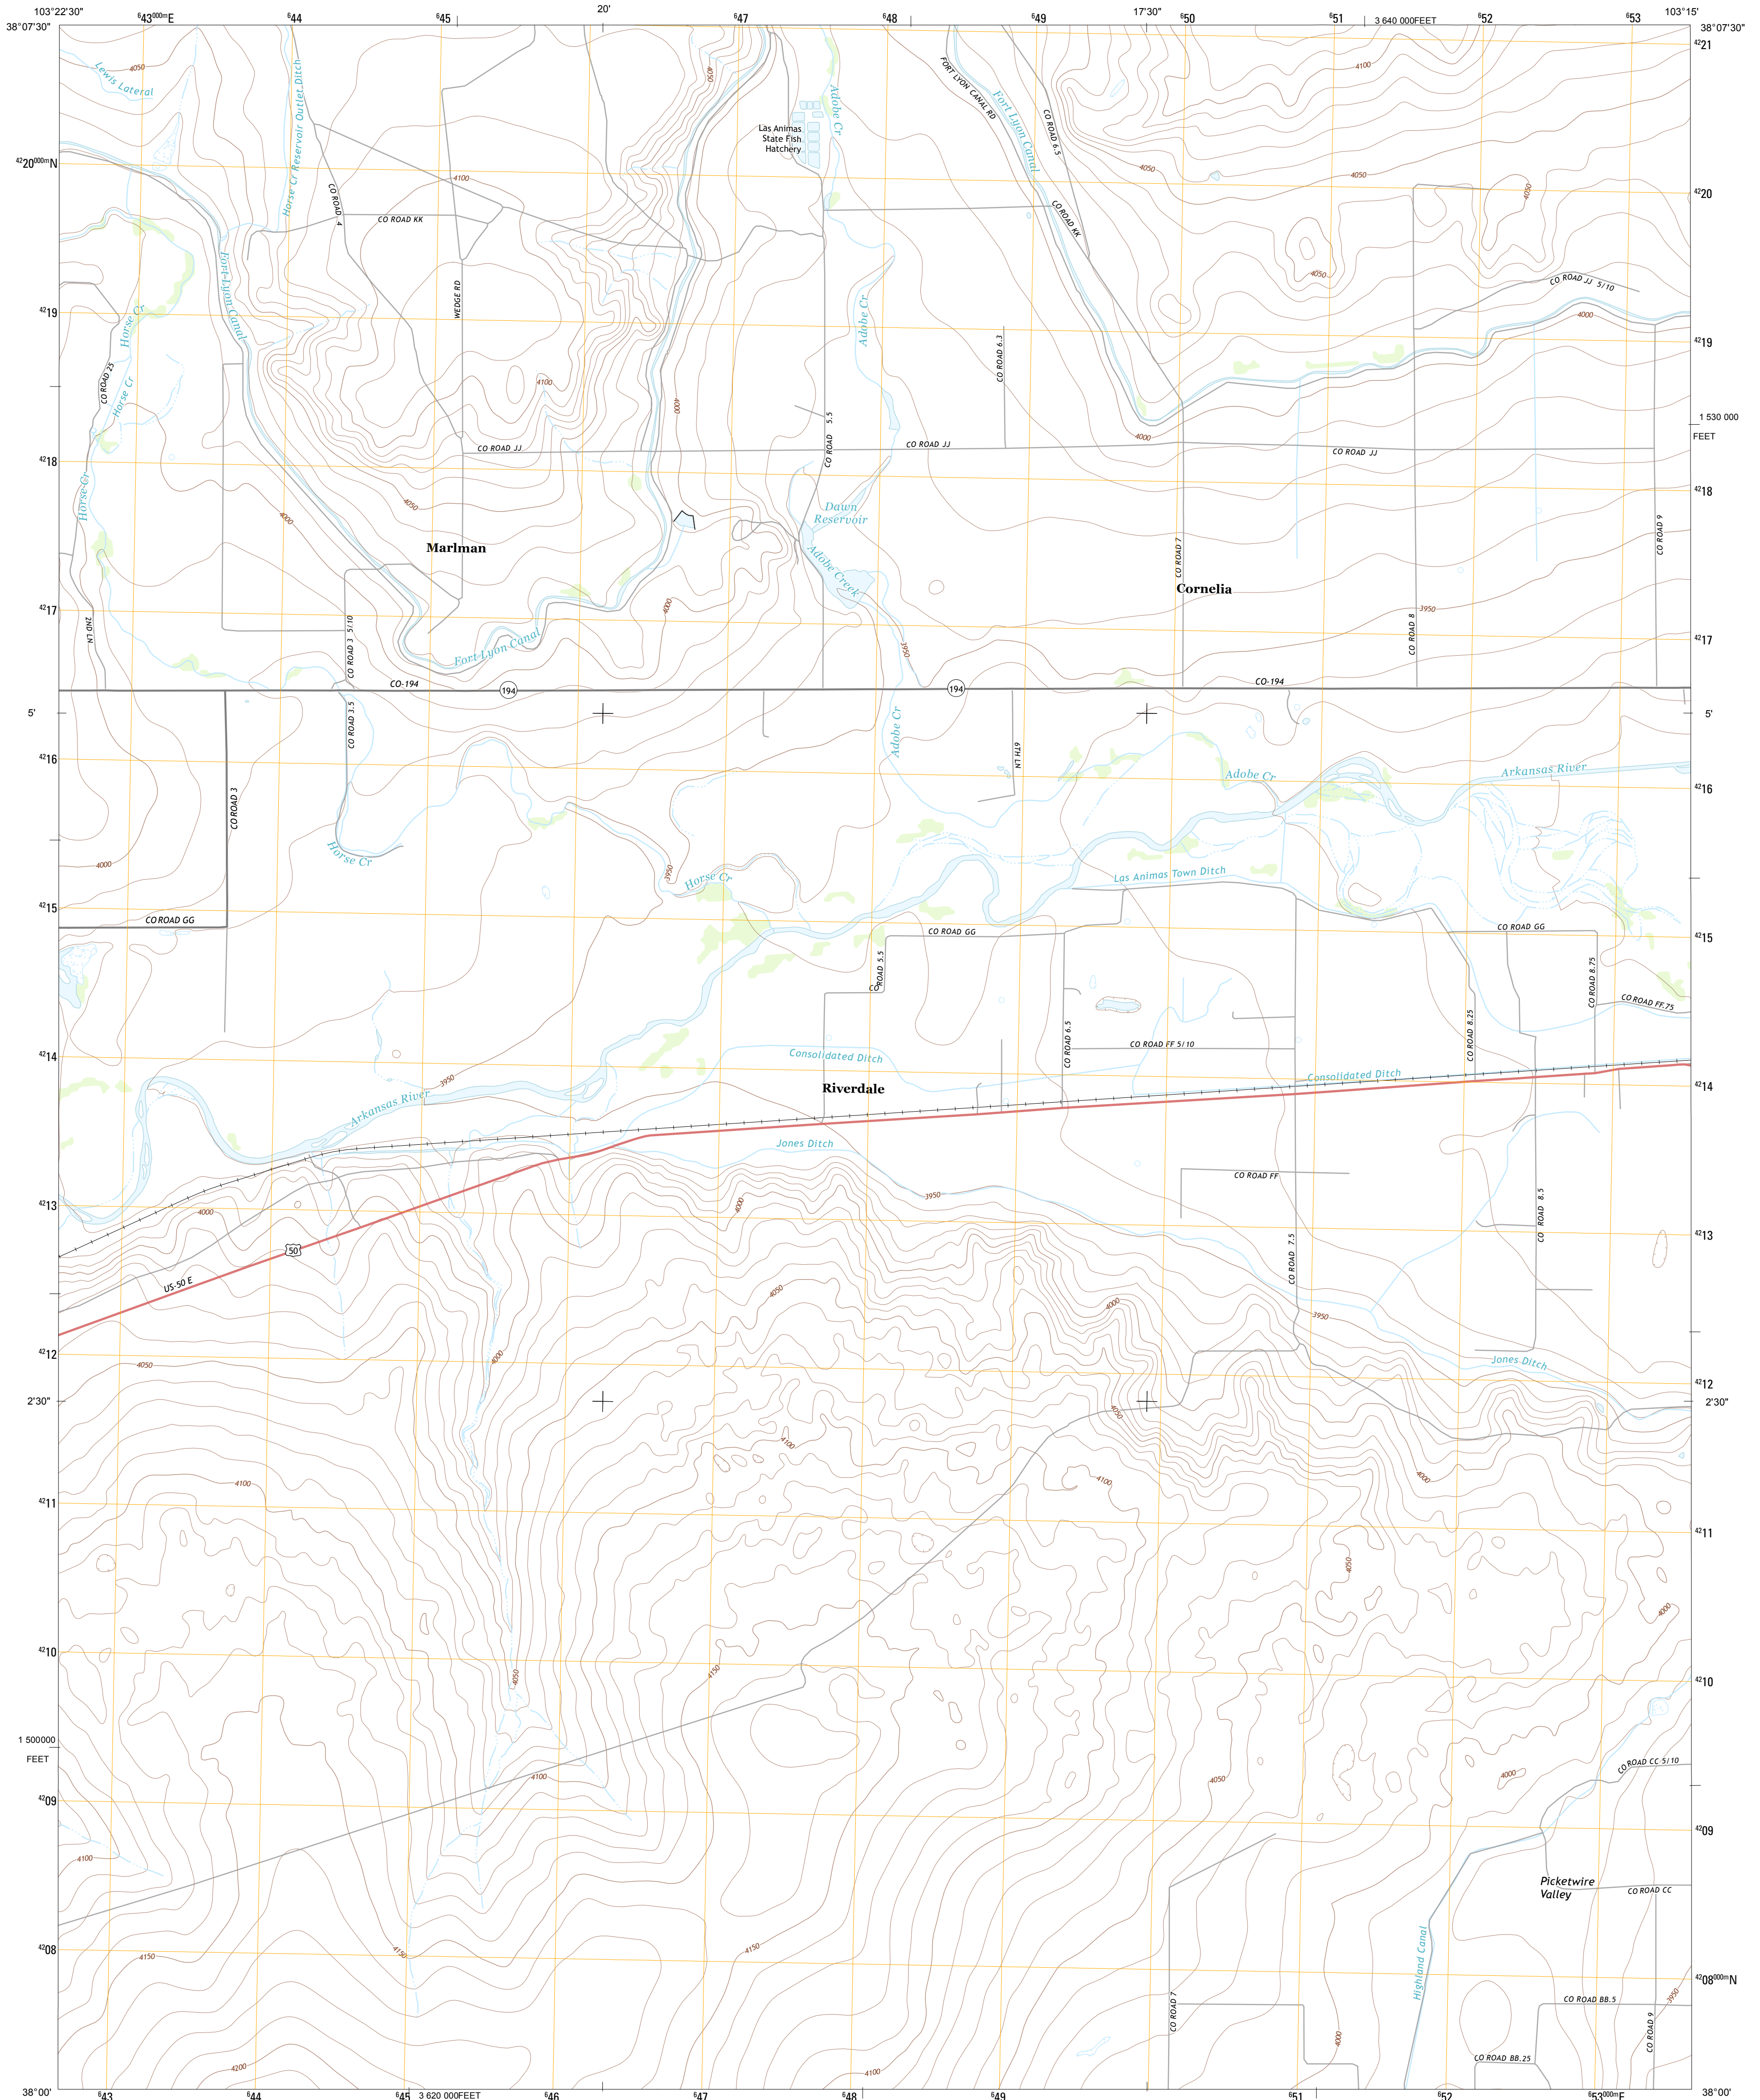 103°22'30"
⁶43⁰⁰⁰ᵐE
⁶44
⁶45
20'
⁶47
⁶48
⁶49
17'30"
⁶50
⁶51
3 640 000FEET
⁶52
⁶53
103°15'
38°07'30"
38°07'30"
⁴²21
4050
Lewis Lateral
Horse Cr Reservoir Outlet Ditch
4050
Adobe Cr
FORT LYON CANAL RD
Fort Lyon Canal
CO ROAD 6.5
4100
Las Animas
State Fish
Hatchery
⁴²20⁰⁰⁰ᵐN
4100
4050
4050
4050
⁴²20
CO ROAD 4
CO ROAD KK
CO ROAD KK
Fort Lyon Canal
WEDGE RD
Adobe Cr
4050
CO ROAD JJ 5/10
4000
⁴²19
Horse Cr
CO ROAD 6.3
⁴²19
CO ROAD 25
Horse Cr
4100
4000
1 530 000
FEET
CO ROAD 5.5
4000
CO ROAD JJ
CO ROAD JJ
CO ROAD JJ
⁴²18
Horse Cr
4050
4000
Dawn
Reservoir
⁴²18
Marlman
Adobe Creek
CO ROAD 7
CO ROAD 9
Cornelia
⁴²17
4000
3950
2ND LN
CO ROAD 3 5/10
Fort Lyon Canal
3950
CO ROAD 8
⁴²17
CO-194
194
194
CO-194
5'
5'
CO ROAD 3.5
Adobe Cr
6TH LN
⁴²16
Adobe Cr
Arkansas River
⁴²16
CO ROAD 3
Horse Cr
4000
3950
Horse Cr
Las Animas Town Ditch
⁴²15
CO ROAD GG
CO ROAD GG
CO ROAD GG
⁴²15
CO ROAD 5.5
CO ROAD 8.75
CO ROAD FF.75
CO ROAD 6.5
CO ROAD 8.25
CO ROAD FF 5/10
⁴²14
Consolidated Ditch
Consolidated Ditch
3950
Riverdale
⁴²14
Arkansas River
Jones Ditch
CO ROAD FF
⁴²13
4000
4000
3950
CO ROAD 8.5
⁴²13
50
CO ROAD 7.5
US-50 E
4050
4000
3950
⁴²12
4050
4000
Jones Ditch
⁴²12
2'30"
2'30"
4050
4100
4100
4100
4000
⁴²11
⁴²11
4050
4000
⁴²10
4050
4150
⁴²10
1 500000
FEET
CO ROAD CC 5/10
4100
4050
4000
⁴²09
⁴²09
4100
Picketwire
Valley
CO ROAD CC
Highland Canal
⁴²08
4150
4150
4150
⁴²08⁰⁰⁰ᵐN
CO ROAD 7
CO ROAD BB.5
3950
CO ROAD 9
4000
CO ROAD BB.25
4200
4100
38°00'
⁶43
⁶44
⁶45
3 620 000FEET
⁶46
⁶47
⁶48
⁶49
⁶51
⁶52
⁶53⁰⁰⁰ᵐE
38°00'